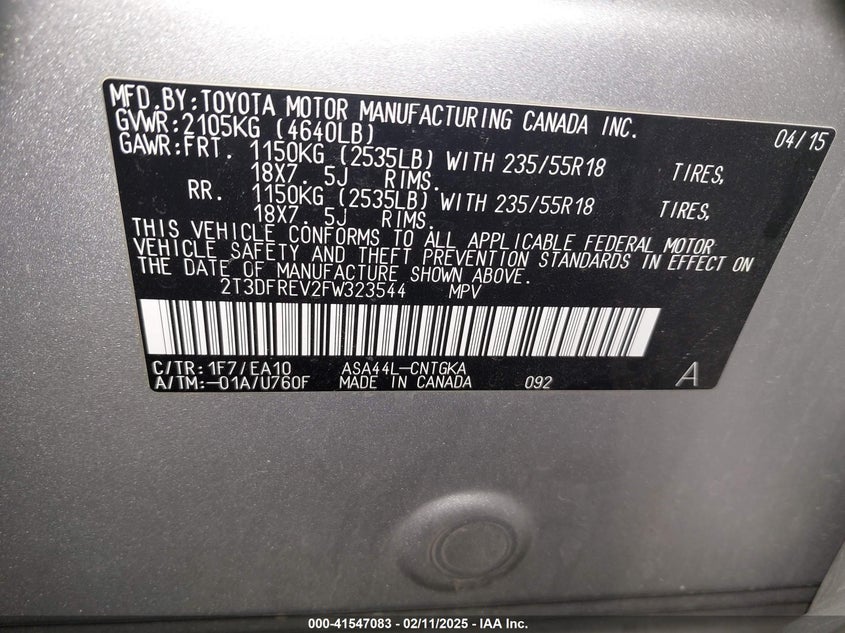 MFD.BY:TOYOTA MOTOR MANUFACTURING CANADA INC.
GVWR:2105KG (4640LB) 04/15
GAWR:FRT. 1150KG (2535LB) WITH 235/55R18 TIRES,
18X7. 5J RIMS.
RR. 1150KG (2535LB) WITH 235/55R18 TIRES,
18X7. 5J RIMS.
THIS VEHICLE CONFORMS TO ALL APPLICABLE FEDERAL MOTOR
VEHICLE SAFETY AND THEFT PREVENTION STANDARDS IN EFFECT ON
THE DATE OF MANUFACTURE SHOWN ABOVE.
2T3DFREV2FW323544 MPV
C/TR: 1F7/EA10 ASA44L-CNTGKA
A/TM:-01A/U760F MADE IN CANADA 092 A
000-41547083 - 02/11/2025 - IAA Inc.